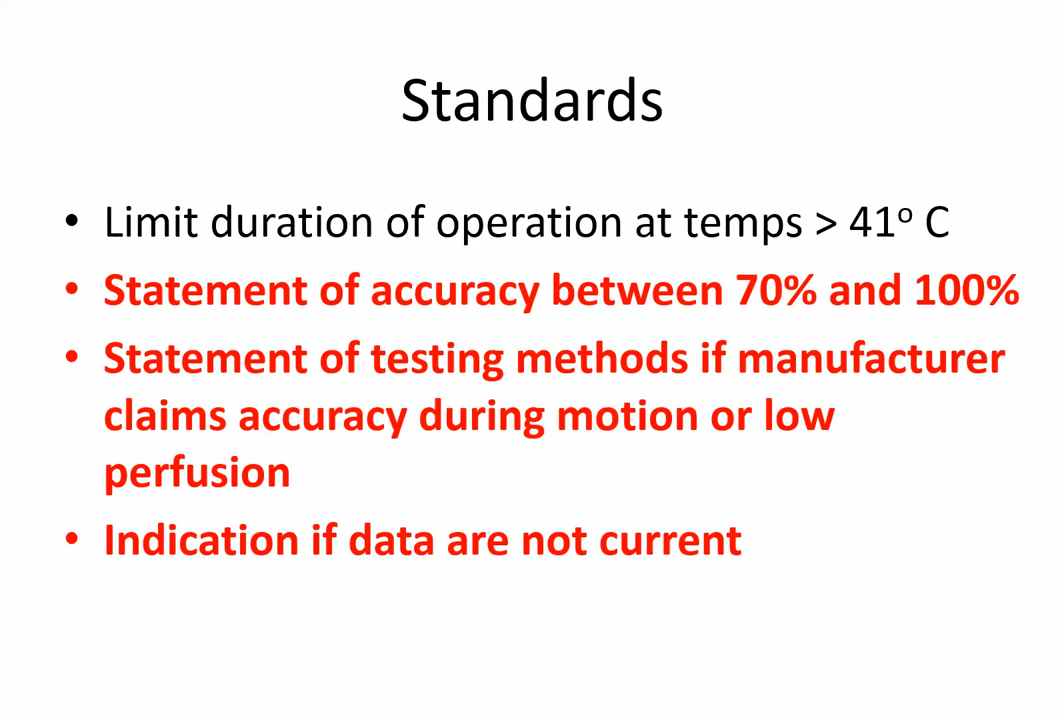 Standards
• Limit duration of operation at temps > 41º C
• Statement of accuracy between 70% and 100%
• Statement of testing methods if manufacturer
claims accuracy during motion or low
perfusion
• Indication if data are not current